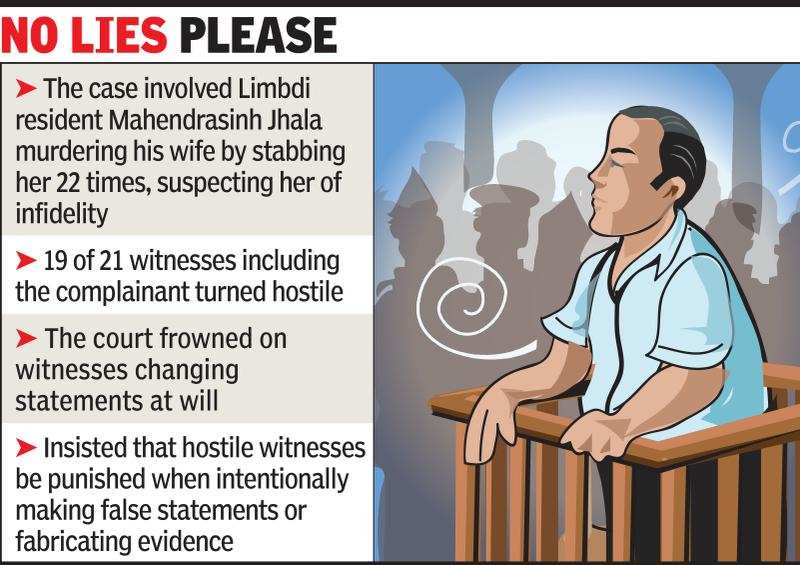 NO LIES PLEASE
➤ The case involved Limbdi
resident Mahendrasinh Jhala
murdering his wife by stabbing
her 22 times, suspecting her of
infidelity
➤ 19 of 21 witnesses including
the complainant turned hostile
➤ The court frowned on
witnesses changing
statements at will
➤ Insisted that hostile witnesses
be punished when intentionally
making false statements or
fabricating evidence